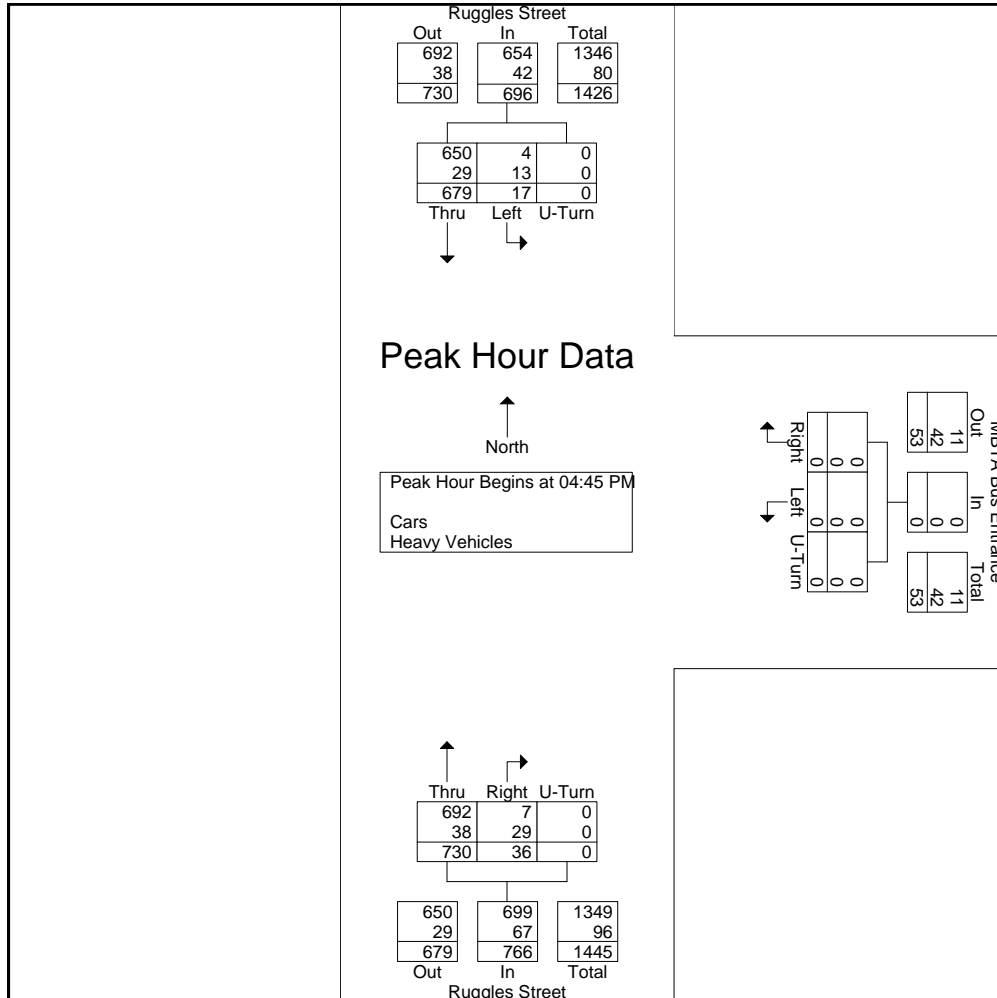 Ruggles Street
Out In Total
692 654 1346
38 42 80
730 696 1426
650 4 0
29 13 0
679 17 0
Thru Left U-Turn
Peak Hour Data
North
Peak Hour Begins at 04:45 PM
Cars
Heavy Vehicles
MBTA Bus Entrance
Out In Total
11 0 11
42 0 42
53 0 53
0 0 0
0 0 0
0 0 0
Right Left U-Turn
Thru Right U-Turn
692 7 0
38 29 0
730 36 0
650 699 1349
29 67 96
679 766 1445
Out In Total
Ruggles Street